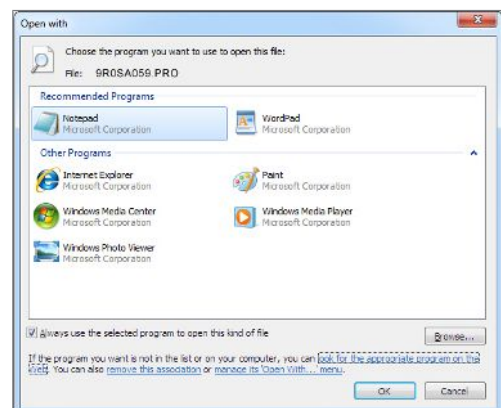 Open with
Choose the program you want to use to open this file:
File: 9R0SA059.PRO
Recommended Programs
Notepad
Microsoft Corporation
WordPad
Microsoft Corporation
Other Programs
Internet Explorer
Microsoft Corporation
Paint
Microsoft Corporation
Windows Media Center
Microsoft Corporation
Windows Media Player
Microsoft Corporation
Windows Photo Viewer
Microsoft Corporation
Always use the selected program to open this kind of file
Browse...
If the program you want is not in the list or on your computer, you can look for the appropriate program on the
Web. You can also remove this association or manage its 'Open With...' menu.
OK
Cancel